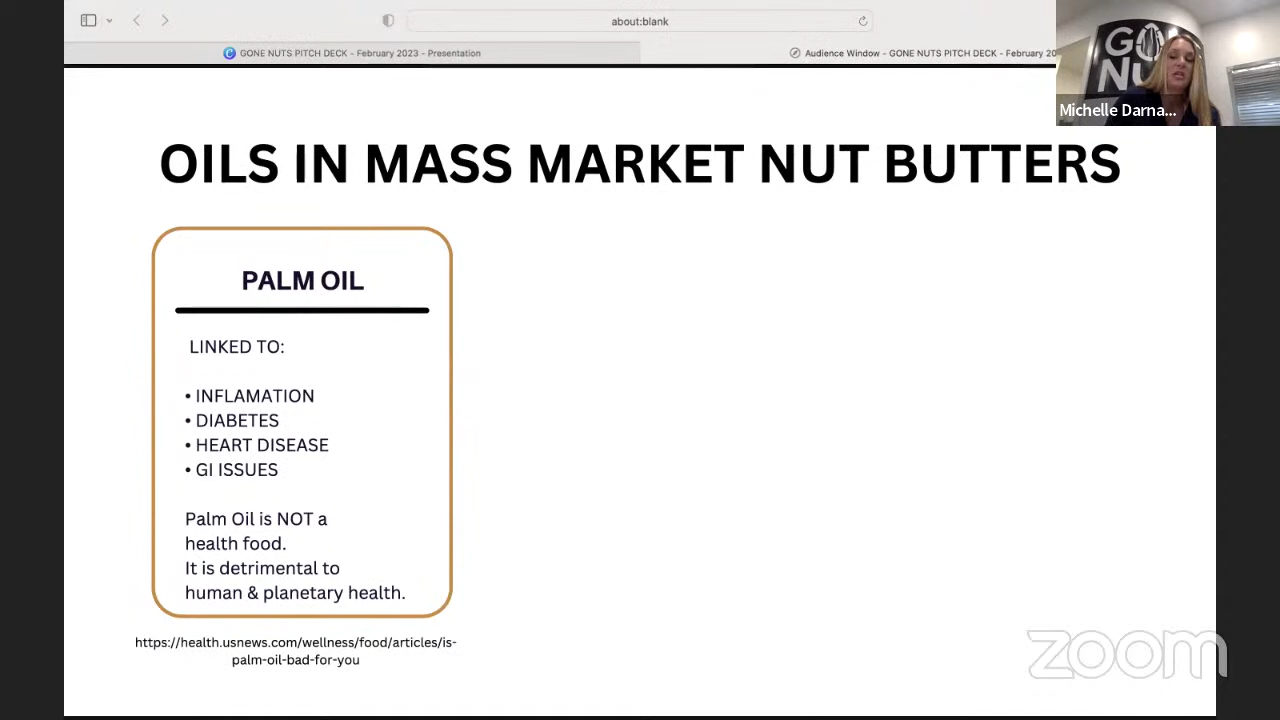 about:blank
GONE NUTS PITCH DECK - February 2023 - Presentation
Audience Window - GONE NUTS PITCH DECK - February 20
GO
NU
Michelle Darna...
OILS IN MASS MARKET NUT BUTTERS
PALM OIL
LINKED TO:
• INFLAMATION
• DIABETES
• HEART DISEASE
• GI ISSUES
Palm Oil is NOT a
health food.
It is detrimental to
human & planetary health.
https://health.usnews.com/wellness/food/articles/is-
palm-oil-bad-for-you
zoom